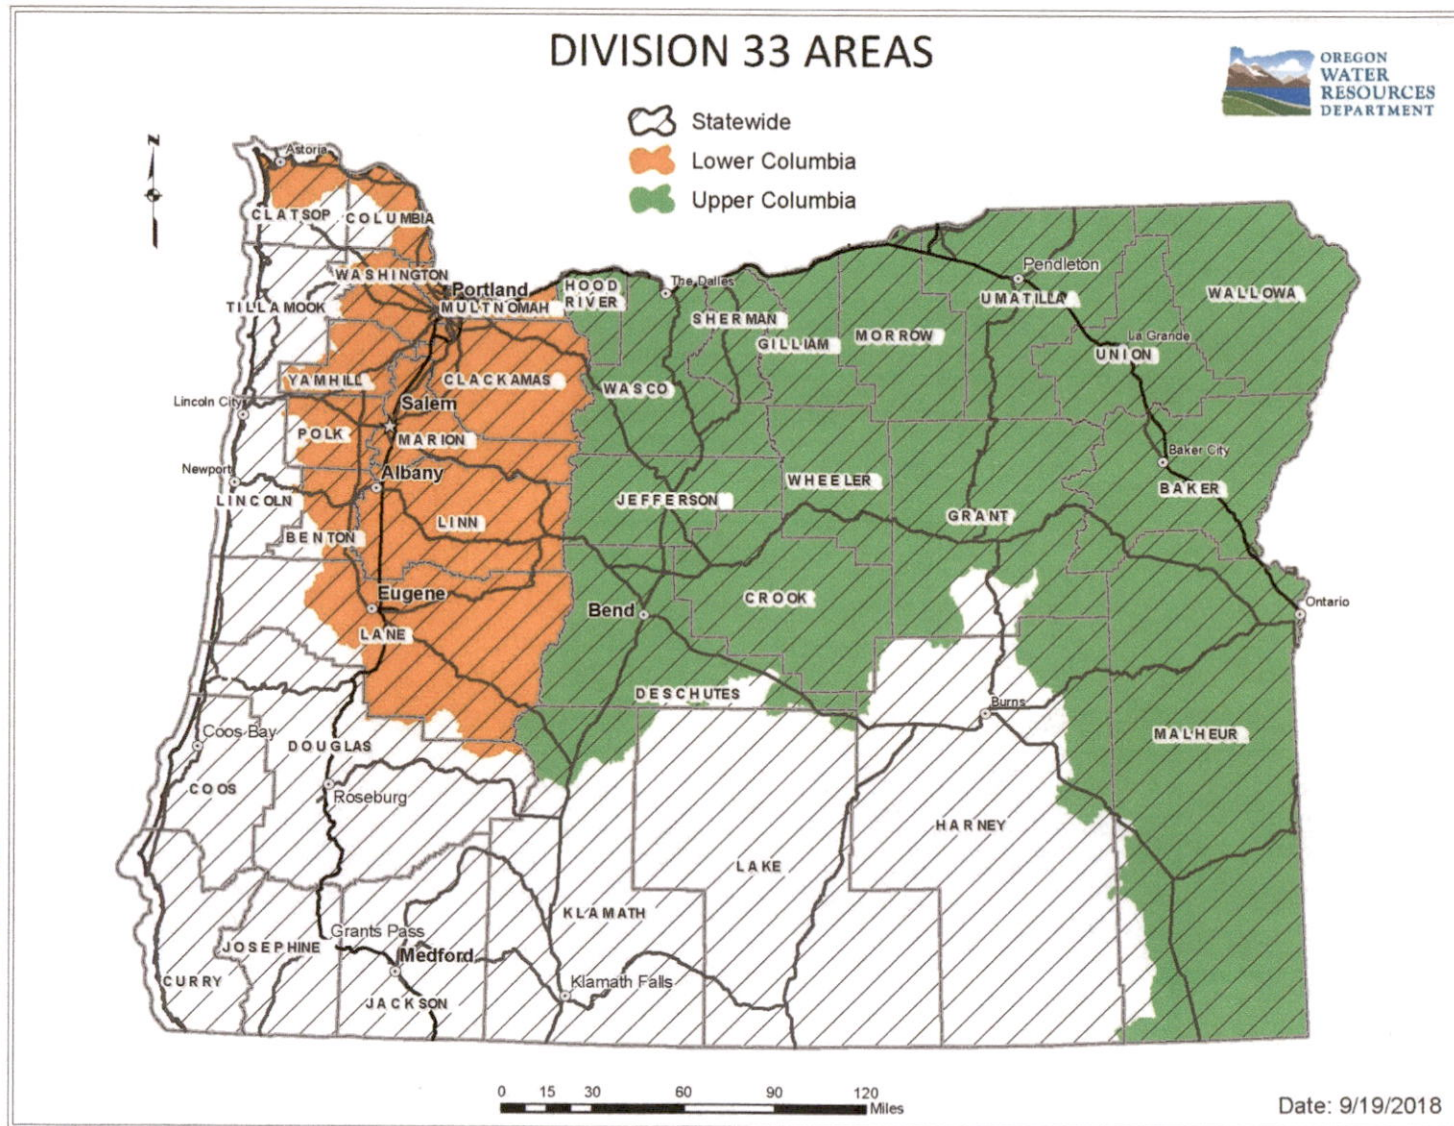 DIVISION 33 AREAS
OREGON
WATER
RESOURCES
DEPARTMENT
Statewide
Lower Columbia
Upper Columbia
N
Astoria
CLATSOP
COLUMBIA
WASHINGTON
Portland
MULTNOMAH
TILLAMOOK
HOOD
RIVER
The Dalles
SHERMAN
GILLIAM
MORROW
Pendleton
UMATILLA
WALLOWA
La Grande
UNION
YAMHILL
CLACKAMAS
WASCO
Lincoln City
Salem
POLK
MARION
Baker City
BAKER
Newport
Albany
LINCOLN
LINN
JEFFERSON
WHEELER
GRANT
BENTON
Eugene
Bend
CROOK
Ontario
LANE
DESCHUTES
Burns
Coos Bay
DOUGLAS
MALHEUR
COOS
Roseburg
HARNEY
LAKE
KLAMATH
Grants Pass
JOSEPHINE
Medford
CURRY
JACKSON
Klamath Falls
0 15 30 60 90 120
Miles
Date: 9/19/2018